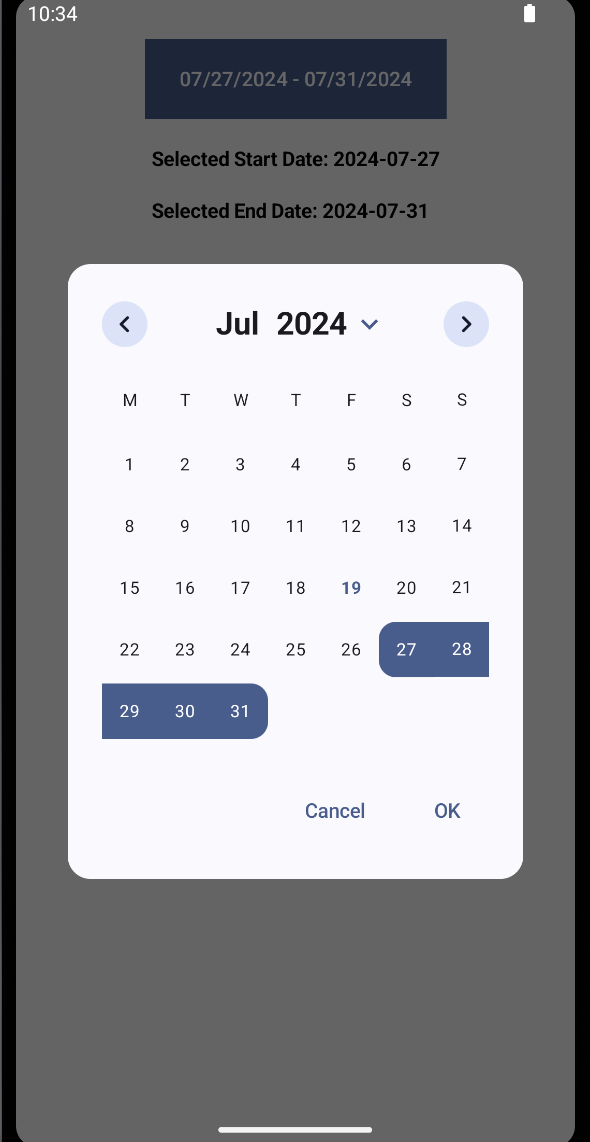 10:34
07/27/2024 - 07/31/2024
Selected Start Date: 2024-07-27
Selected End Date: 2024-07-31
Jul 2024
M T W T F S S
1 2 3 4 5 6 7
8 9 10 11 12 13 14
15 16 17 18 19 20 21
22 23 24 25 26 27 28
29 30 31
Cancel OK